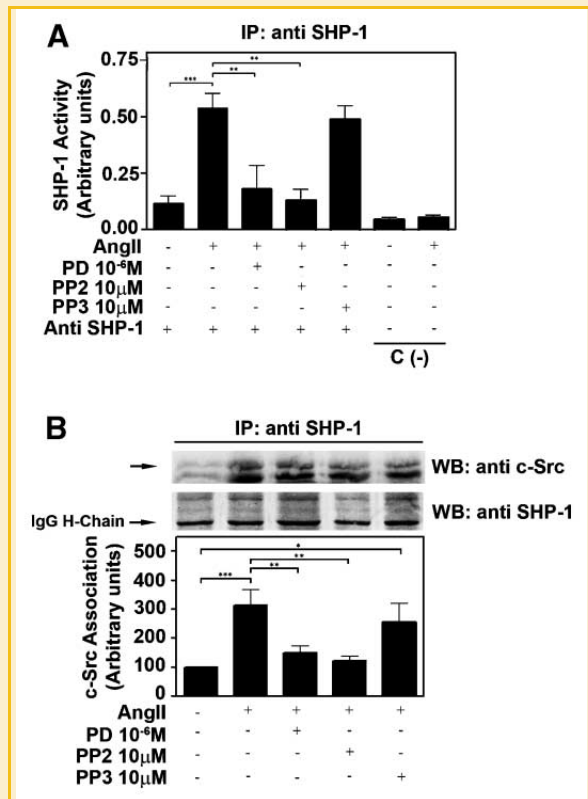 A
IP: anti SHP-1
SHP-1 Activity
(Arbitrary units)
0.75
0.50
0.25
0.00
***
**
**
AngII - + + + + - +
PD 10⁻⁶M - - + - - - -
PP2 10μM - - - + - - -
PP3 10μM - - - - + - -
Anti SHP-1 + + + + + - -
C (-)
B
IP: anti SHP-1
WB: anti c-Src
IgG H-Chain
WB: anti SHP-1
c-Src Association
(Arbitrary units)
500
400
300
200
100
0
*
**
**
***
AngII - + + + +
PD 10⁻⁶M - - + - -
PP2 10μM - - - + -
PP3 10μM - - - - +